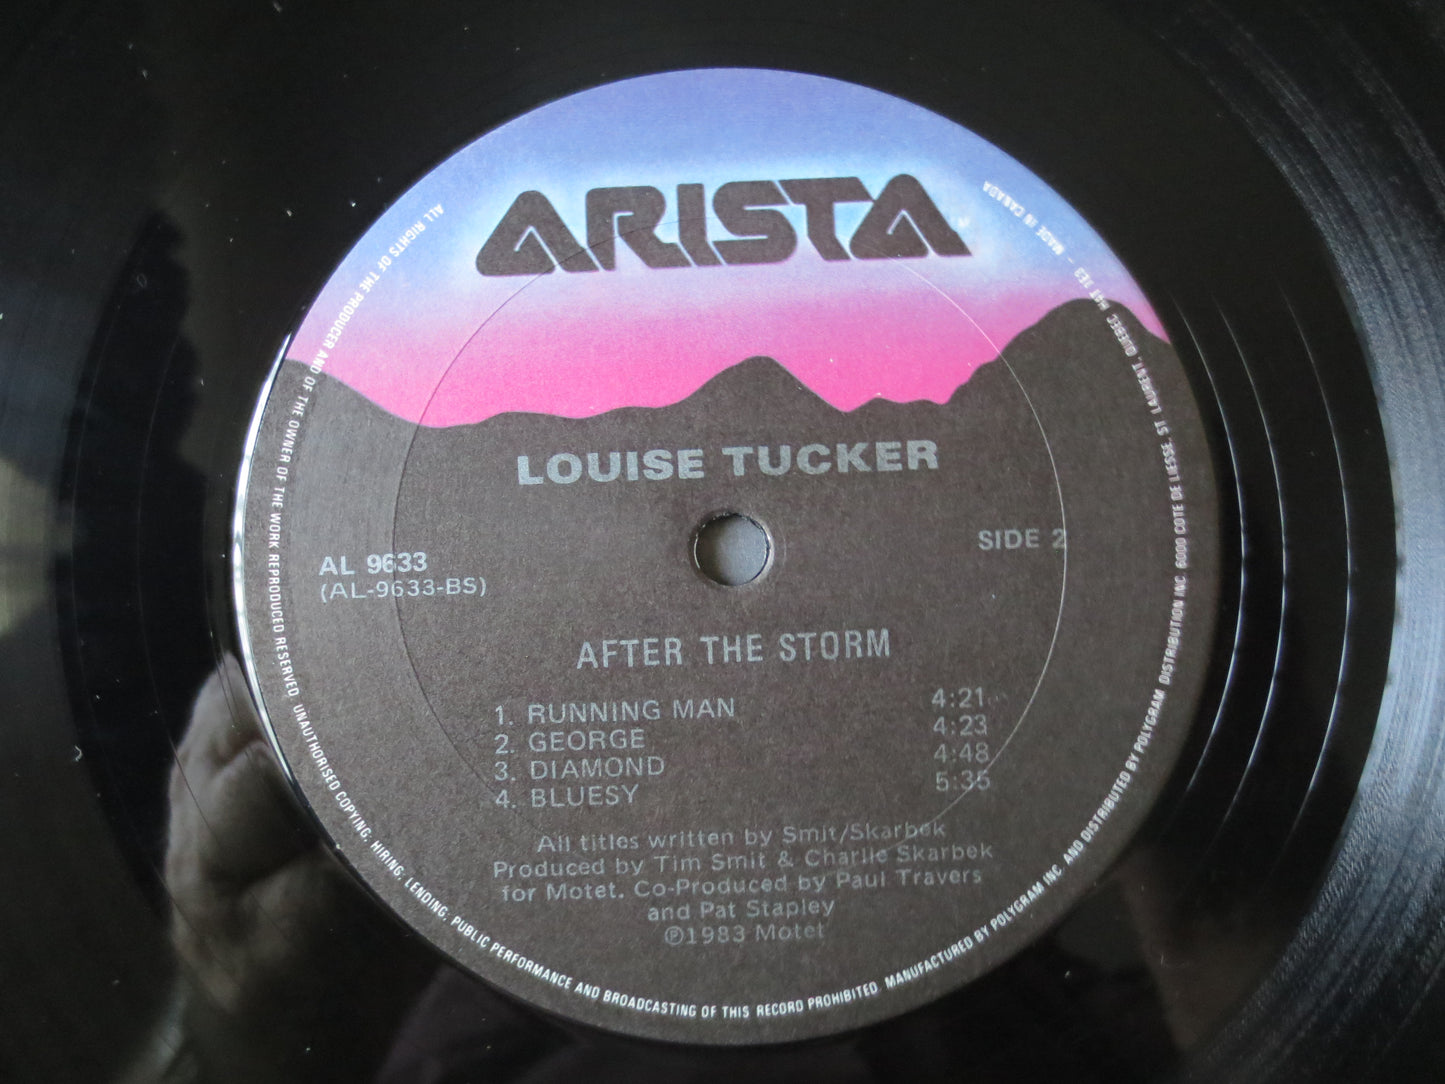 ARISTA
LOUISE TUCKER
SIDE 2
AL 9633
(AL-9633-BS)
AFTER THE STORM
1. RUNNING MAN 4:21
2. GEORGE 4:23
3. DIAMOND 4:48
4. BLUESY 5:35
All titles written by Smit/Skarbek
Produced by Tim Smit & Charlie Skarbek
for Motet. Co-Produced by Paul Travers
and Pat Stapley
℗1983 Motet
ALL RIGHTS OF THE PRODUCER AND OF THE OWNER OF THE WORK REPRODUCED RESERVED. UNAUTHORISED COPYING, HIRING, LENDING, PUBLIC PERFORMANCE AND BROADCASTING OF THIS RECORD PROHIBITED. MANUFACTURED BY POLYGRAM INC. AND DISTRIBUTED BY POLYGRAM DISTRIBUTION INC. 6000 COTE DE LIESSE, ST. LAURENT, QUEBEC H4T 1E3 – MADE IN CANADA